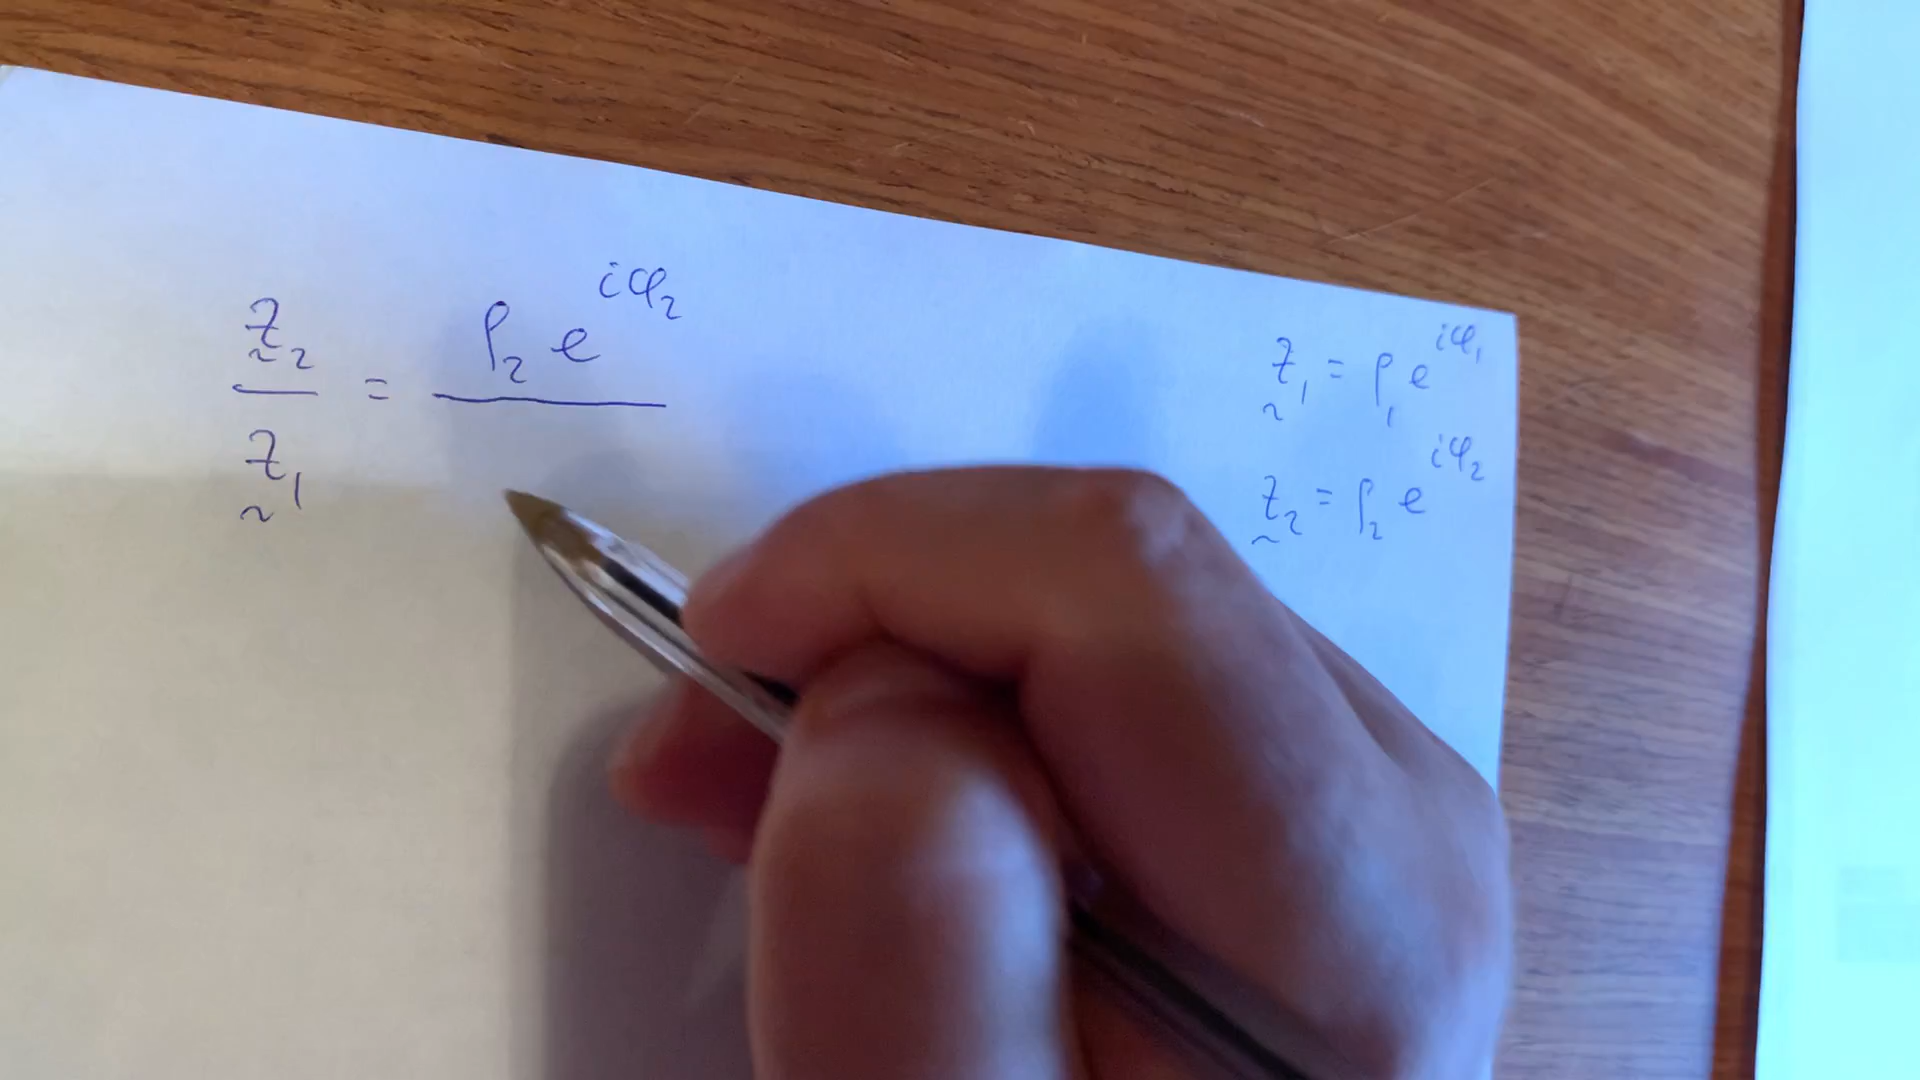 z₂/z₁ = ρ₂ e^{iφ₂}/
z₁ = ρ₁ e^{iφ₁}
z₂ = ρ₂ e^{iφ₂}